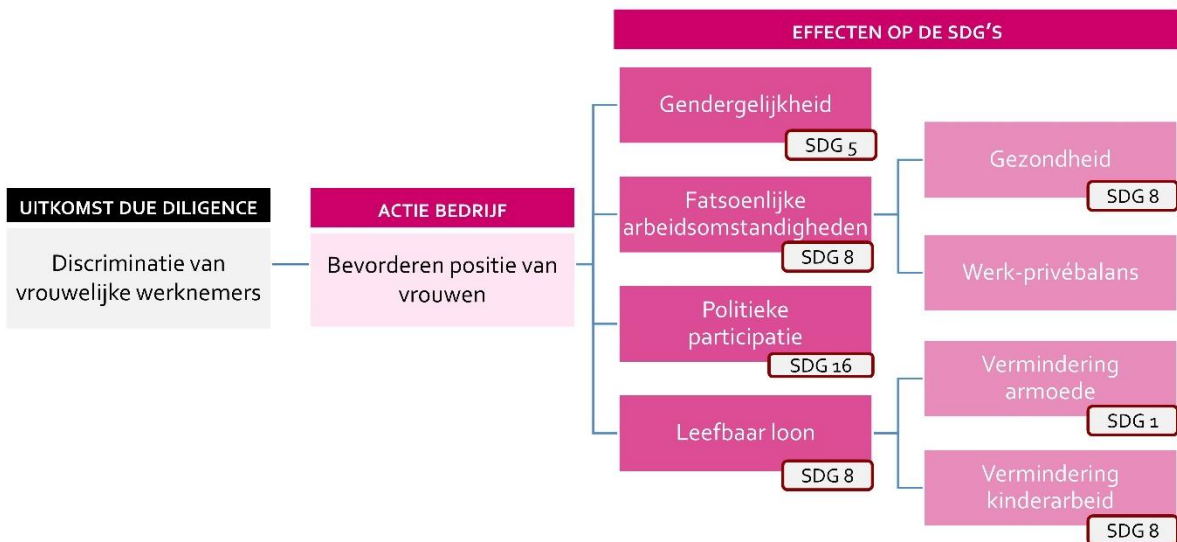 EFFECTEN OP DE SDG'S
Gendergelijkheid
SDG 5
Gezondheid
SDG 8
UITKOMST DUE DILIGENCE
ACTIE BEDRIJF
Fatsoenlijke
arbeidsomstandigheden
SDG 8
Discriminatie van
vrouwelijke werknemers
Bevorderen positie van
vrouwen
Werk-privébalans
Politieke
participatie
SDG 16
Vermindering
armoede
SDG 1
Leefbaar loon
SDG 8
Vermindering
kinderarbeid
SDG 8